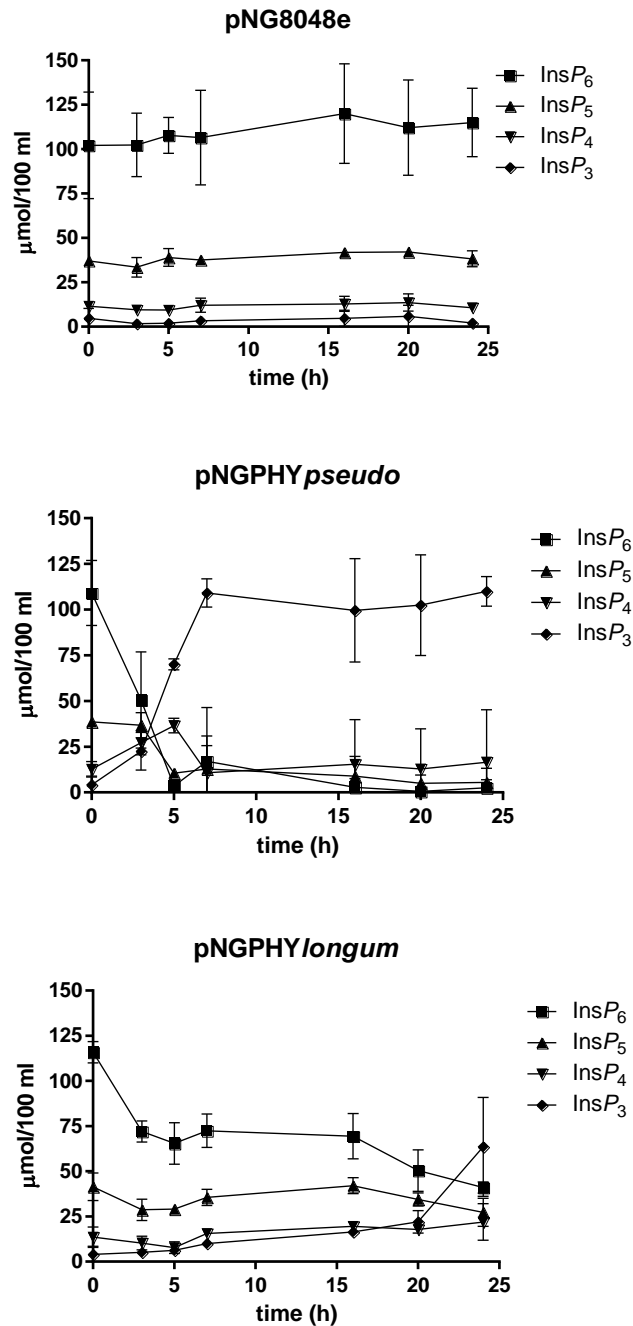 pNG8048e
150
125
100
75
50
25
0
0 5 10 15 20 25
time (h)
μmol/100 ml
InsP₆
InsP₅
InsP₄
InsP₃
pNGPHYpseudo
150
125
100
75
50
25
0
0 5 10 15 20 25
time (h)
μmol/100 ml
InsP₆
InsP₅
InsP₄
InsP₃
pNGPHYlongum
150
125
100
75
50
25
0
0 5 10 15 20 25
time (h)
μmol/100 ml
InsP₆
InsP₅
InsP₄
InsP₃